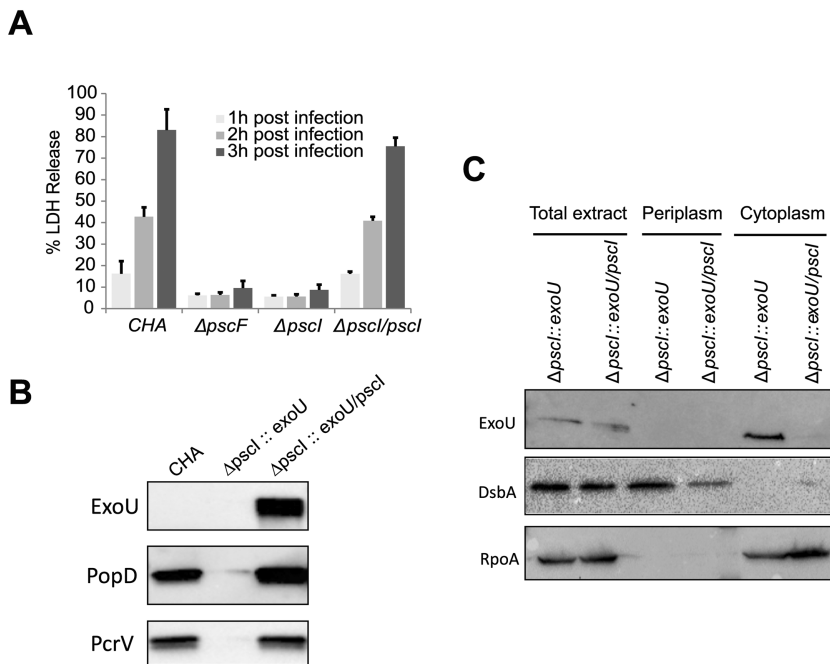 A
100
90
80
70
60
50
40
30
20
10
0
% LDH Release
1h post infection
2h post infection
3h post infection
CHA ΔpscF ΔpscI ΔpscI/pscI
B
CHA
ΔpscI :: exoU
ΔpscI :: exoU/pscI
ExoU
PopD
PcrV
C
Total extract Periplasm Cytoplasm
ΔpscI::exoU
ΔpscI::exoU/pscI
ΔpscI::exoU
ΔpscI::exoU/pscI
ΔpscI::exoU
ΔpscI::exoU/pscI
ExoU
DsbA
RpoA